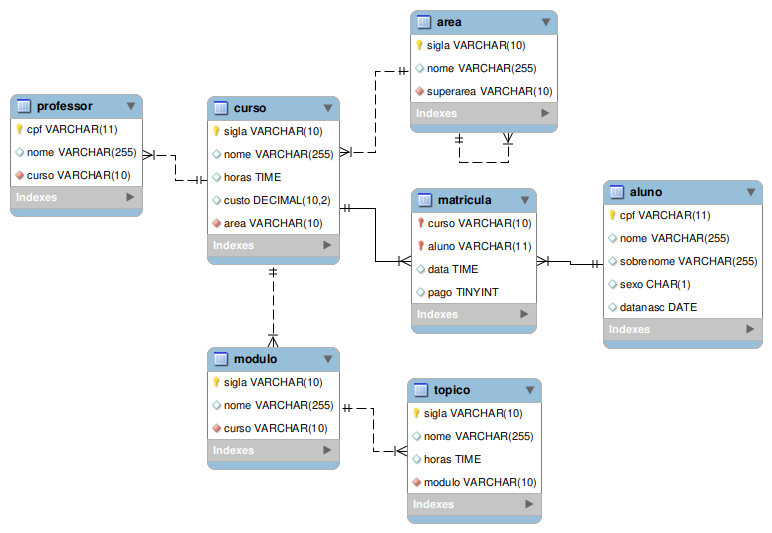 area
sigla VARCHAR(10)
nome VARCHAR(255)
superarea VARCHAR(10)
Indexes
professor
cpf VARCHAR(11)
nome VARCHAR(255)
curso VARCHAR(10)
Indexes
curso
sigla VARCHAR(10)
nome VARCHAR(255)
horas TIME
custo DECIMAL(10,2)
area VARCHAR(10)
Indexes
matricula
curso VARCHAR(10)
aluno VARCHAR(11)
data TIME
pago TINYINT
Indexes
aluno
cpf VARCHAR(11)
nome VARCHAR(255)
sobrenome VARCHAR(255)
sexo CHAR(1)
datanasc DATE
Indexes
modulo
sigla VARCHAR(10)
nome VARCHAR(255)
curso VARCHAR(10)
Indexes
topico
sigla VARCHAR(10)
nome VARCHAR(255)
horas TIME
modulo VARCHAR(10)
Indexes